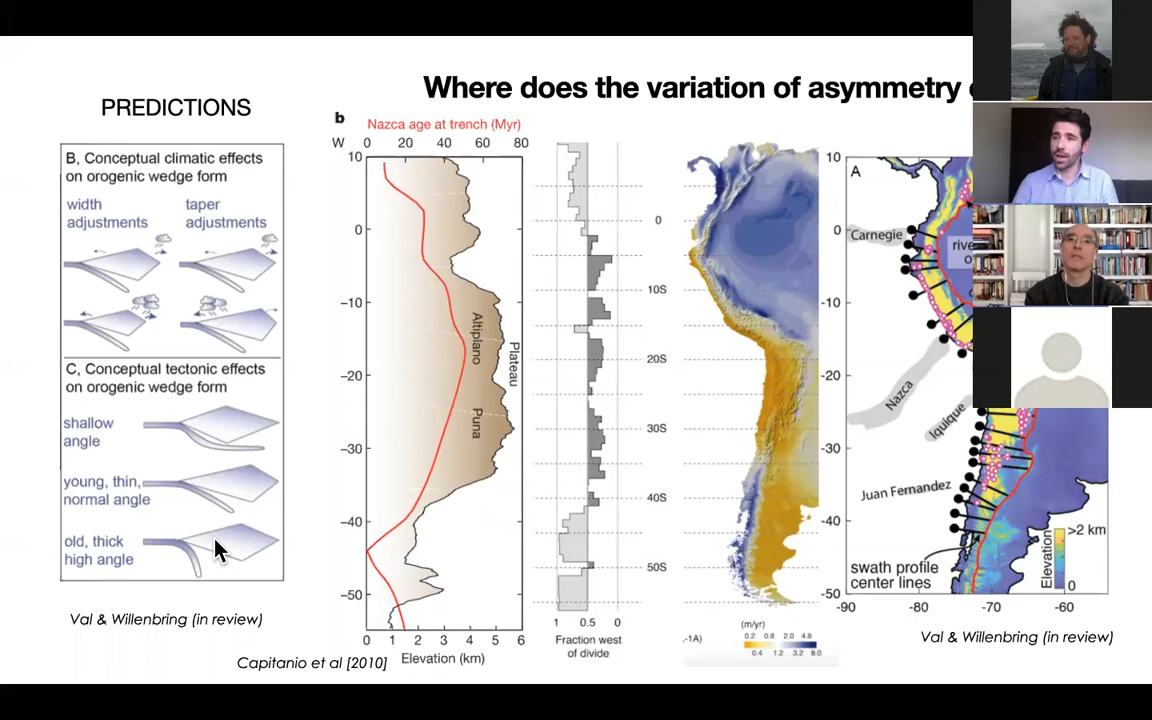 Where does the variation of asymmetry
PREDICTIONS
B, Conceptual climatic effects
on orogenic wedge form
width
adjustments
taper
adjustments
C, Conceptual tectonic effects
on orogenic wedge form
shallow
angle
young, thin,
normal angle
old, thick
high angle
Val & Willenbring (in review)
b
Nazca age at trench (Myr)
W 0 20 40 60 80
10
0
-10
-20
-30
-40
-50
Altiplano
Puna
Plateau
0 1 2 3 4 5 6
Elevation (km)
Capitanio et al [2010]
0
10S
20S
30S
40S
50S
1 0.5 0
Fraction west
of divide
.-1A)
(m/yr)
0.2 0.8 2.0 4.8
0.4 1.2 3.2 8.0
A
10
0
-10
-20
-30
-40
-50
Carnegie
rive
o
Nazca
Iquique
Juan Fernandez
swath profile
center lines
Elevation
>2 km
0
-90 -80 -70 -60
Val & Willenbring (in review)